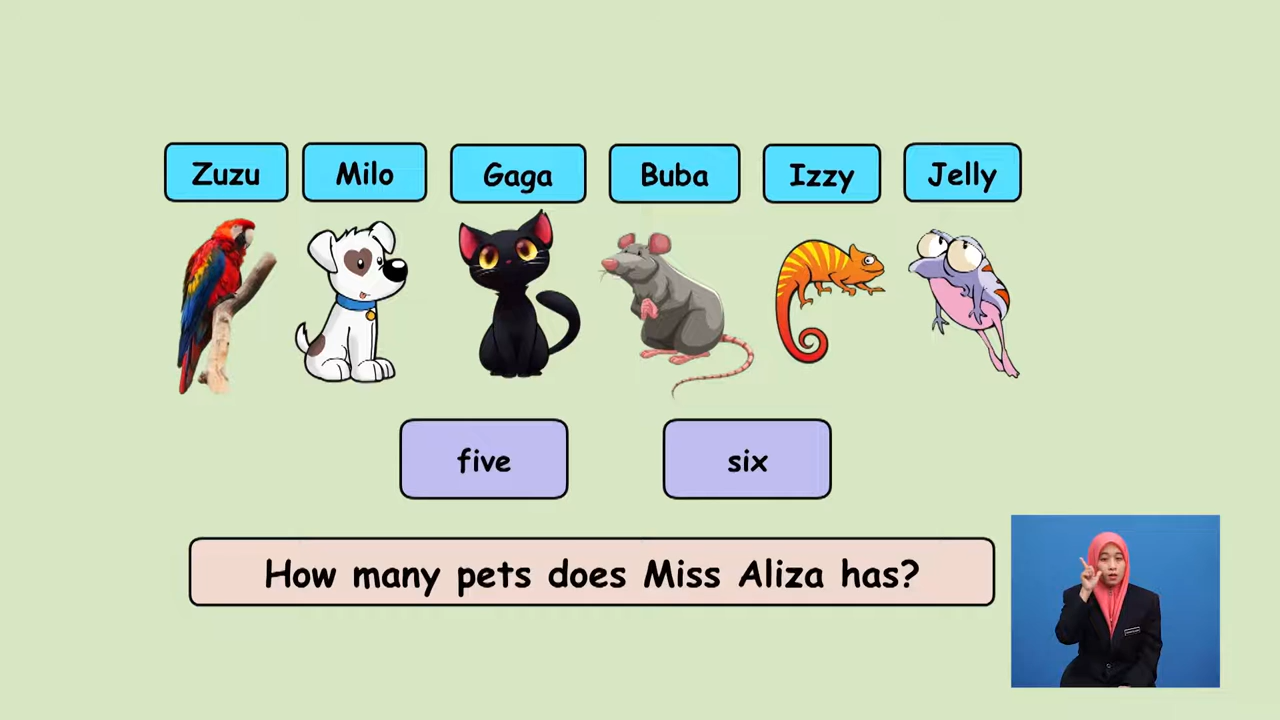 Zuzu
Milo
Gaga
Buba
Izzy
Jelly
five
six
How many pets does Miss Aliza has?